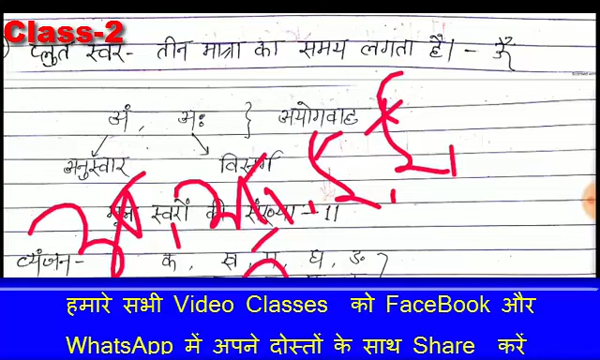 Class-2
प्लुत स्वर - तीन मात्रा का समय लगता है। - ॐ
अं, अः } अयोगवाह
अनुस्वार विसर्ग
मूल स्वरों की संख्या - 11
व्यंजन - क, ख, ग, घ, ङ
हमारे सभी Video Classes को FaceBook और
WhatsApp में अपने दोस्तों के साथ Share करें